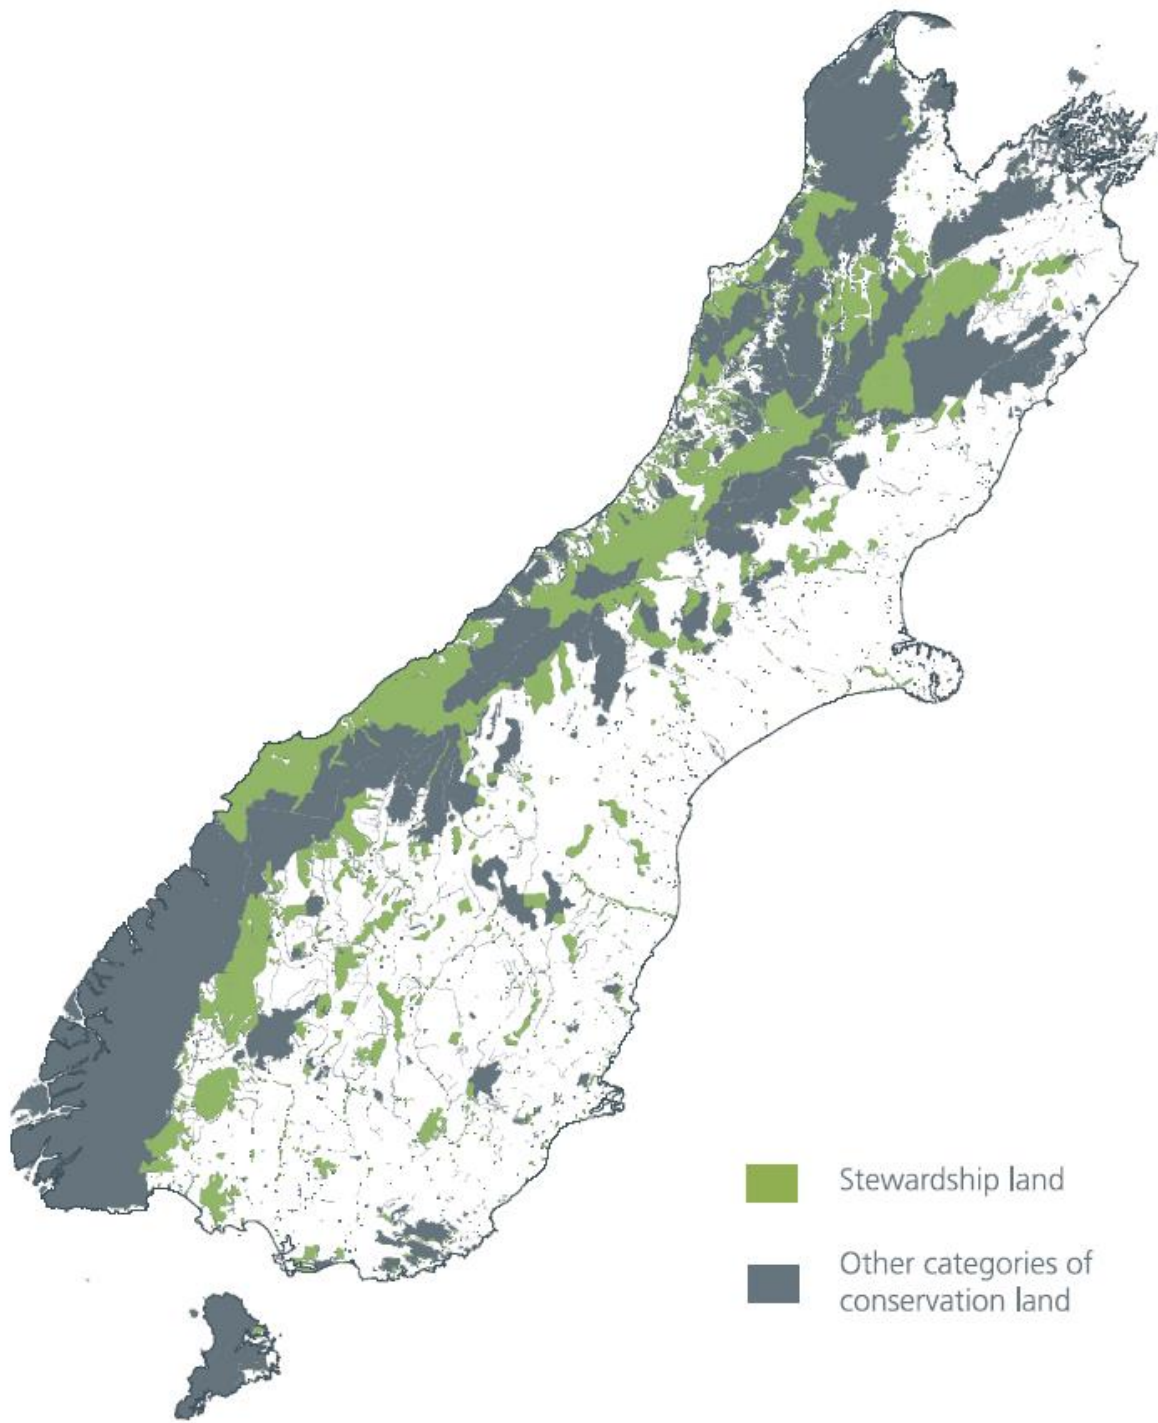 Stewardship land
Other categories of
conservation land